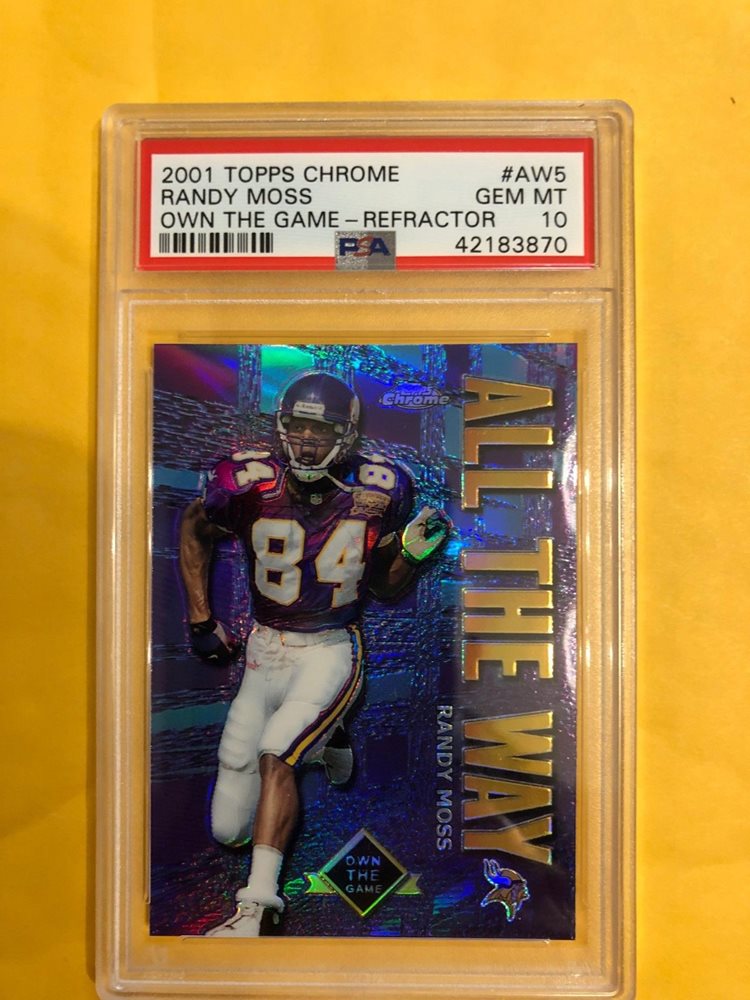 2001 TOPPS CHROME #AW5
RANDY MOSS GEM MT
OWN THE GAME – REFRACTOR 10
PSA 42183870
Chrome
ALL THE WAY
RANDY MOSS
84
84
OWN
THE
GAME